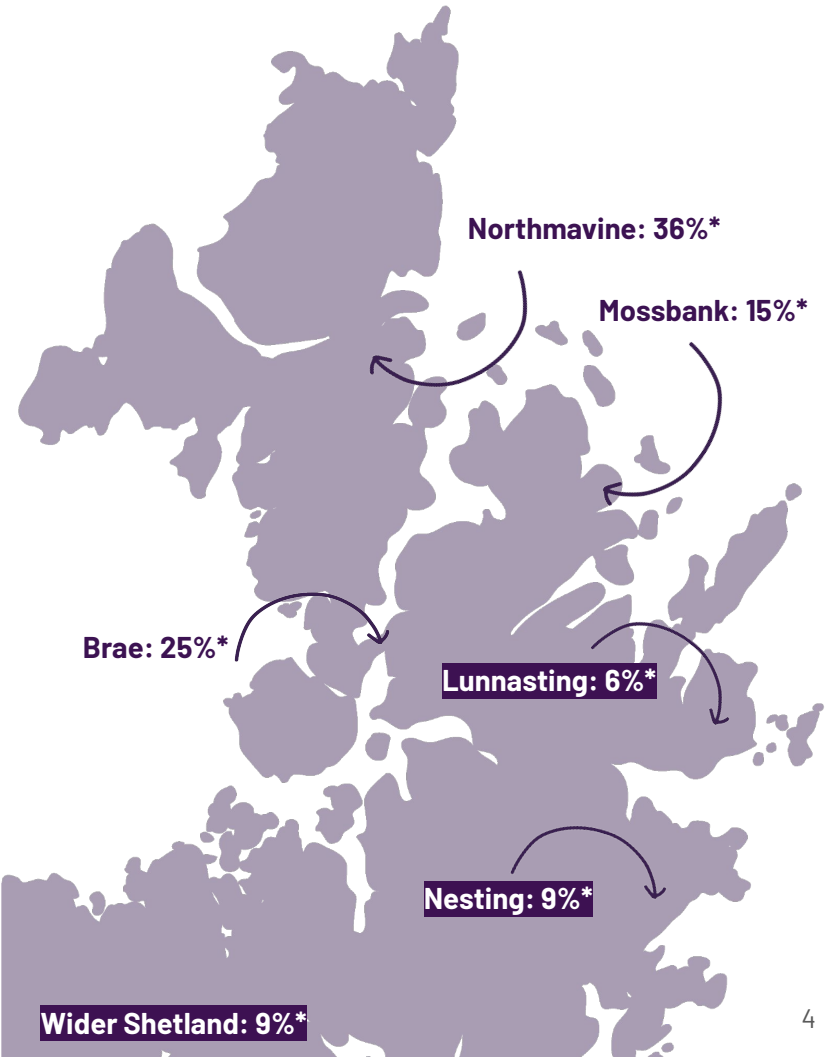 Northmavine: 36%*
Mossbank: 15%*
Brae: 25%*
Lunnasting: 6%*
Nesting: 9%*
Wider Shetland: 9%*
4